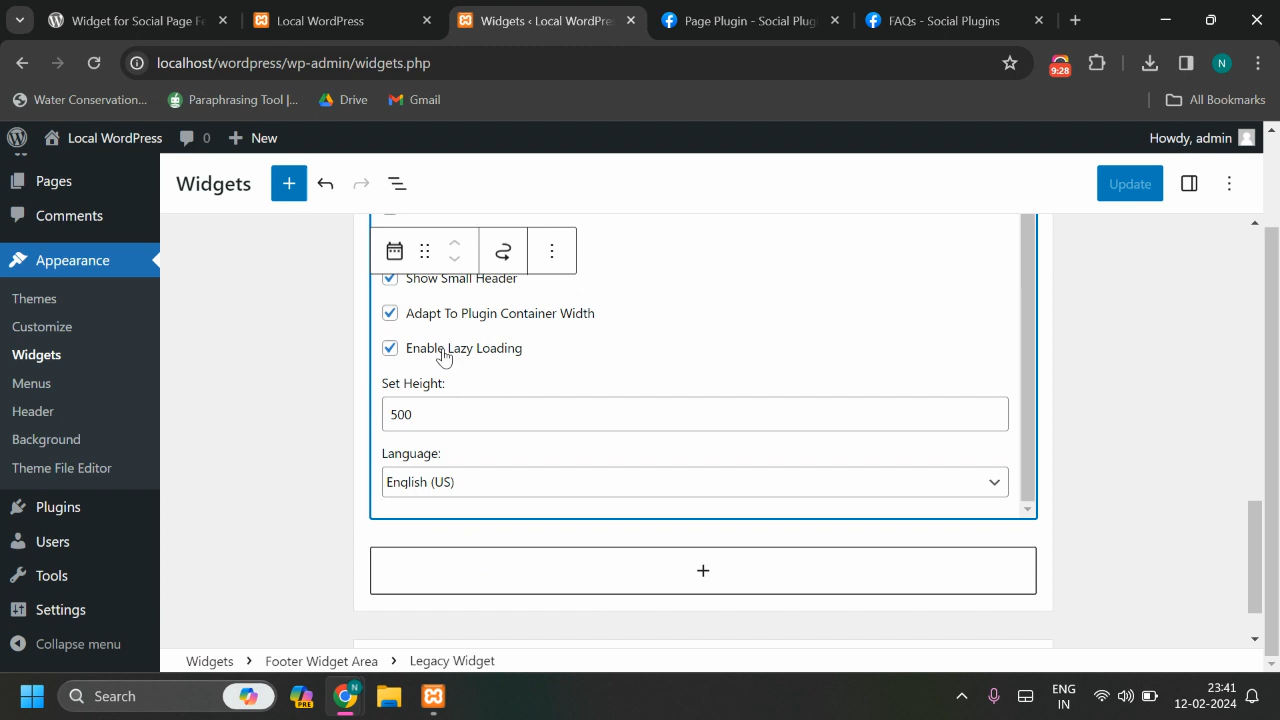 Widget for Social Page Fe
Local WordPress
Widgets ‹ Local WordPre
Page Plugin - Social Plug
FAQs - Social Plugins
localhost/wordpress/wp-admin/widgets.php
9:28
N
Water Conservation...
Paraphrasing Tool |...
Drive
Gmail
All Bookmarks
Local WordPress
0
New
Howdy, admin
Pages
Comments
Appearance
Themes
Customize
Widgets
Menus
Header
Background
Theme File Editor
Plugins
Users
Tools
Settings
Collapse menu
Widgets
Update
Show Small Header
Adapt To Plugin Container Width
Enable Lazy Loading
Set Height:
500
Language:
English (US)
Widgets
Footer Widget Area
Legacy Widget
Search
PRE
N
ENG
IN
23:41
12-02-2024